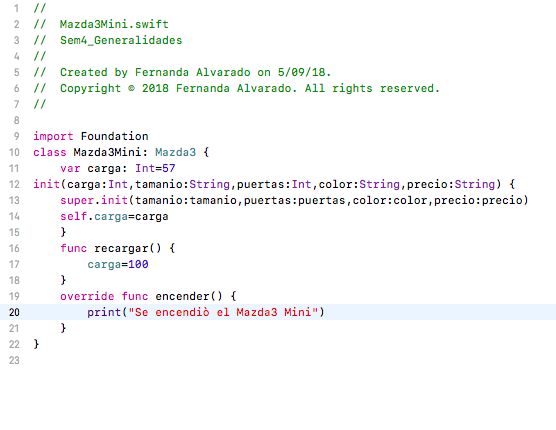 1 //
2 // Mazda3Mini.swift
3 // Sem4_Generalidades
4 //
5 // Created by Fernanda Alvarado on 5/09/18.
6 // Copyright © 2018 Fernanda Alvarado. All rights reserved.
7 //
8
9 import Foundation
10 class Mazda3Mini: Mazda3 {
11 var carga: Int=57
12 init(carga:Int,tamanio:String,puertas:Int,color:String,precio:String) {
13 super.init(tamanio:tamanio,puertas:puertas,color:color,precio:precio)
14 self.carga=carga
15 }
16 func recargar() {
17 carga=100
18 }
19 override func encender() {
20 print("Se encendiò el Mazda3 Mini")
21 }
22 }
23